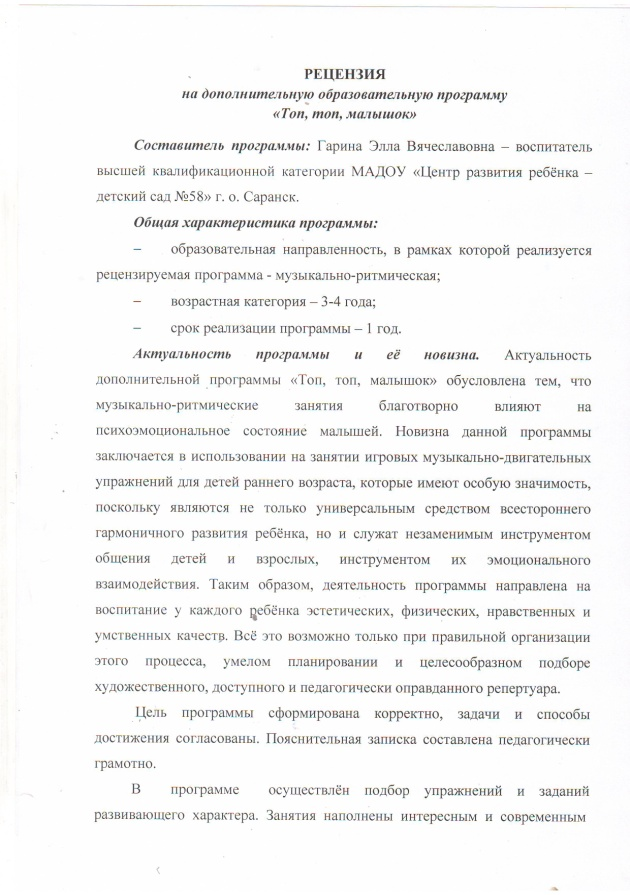 РЕЦЕНЗИЯ
на дополнительную образовательную программу
«Топ, топ, малышок»
Составитель программы: Гарина Элла Вячеславовна – воспитатель
высшей квалификационной категории МАДОУ «Центр развития ребёнка –
детский сад №58» г. о. Саранск.
Общая характеристика программы:
– образовательная направленность, в рамках которой реализуется
рецензируемая программа - музыкально-ритмическая;
– возрастная категория – 3-4 года;
– срок реализации программы – 1 год.
Актуальность программы и её новизна. Актуальность
дополнительной программы «Топ, топ, малышок» обусловлена тем, что
музыкально-ритмические занятия благотворно влияют на
психоэмоциональное состояние малышей. Новизна данной программы
заключается в использовании на занятии игровых музыкально-двигательных
упражнений для детей раннего возраста, которые имеют особую значимость,
поскольку являются не только универсальным средством всестороннего
гармоничного развития ребёнка, но и служат незаменимым инструментом
общения детей и взрослых, инструментом их эмоционального
взаимодействия. Таким образом, деятельность программы направлена на
воспитание у каждого ребёнка эстетических, физических, нравственных и
умственных качеств. Всё это возможно только при правильной организации
этого процесса, умелом планировании и целесообразном подборе
художественного, доступного и педагогически оправданного репертуара.
Цель программы сформирована корректно, задачи и способы
достижения согласованы. Пояснительная записка составлена педагогически
грамотно.
В программе осуществлён подбор упражнений и заданий
развивающего характера. Занятия наполнены интересным и современным